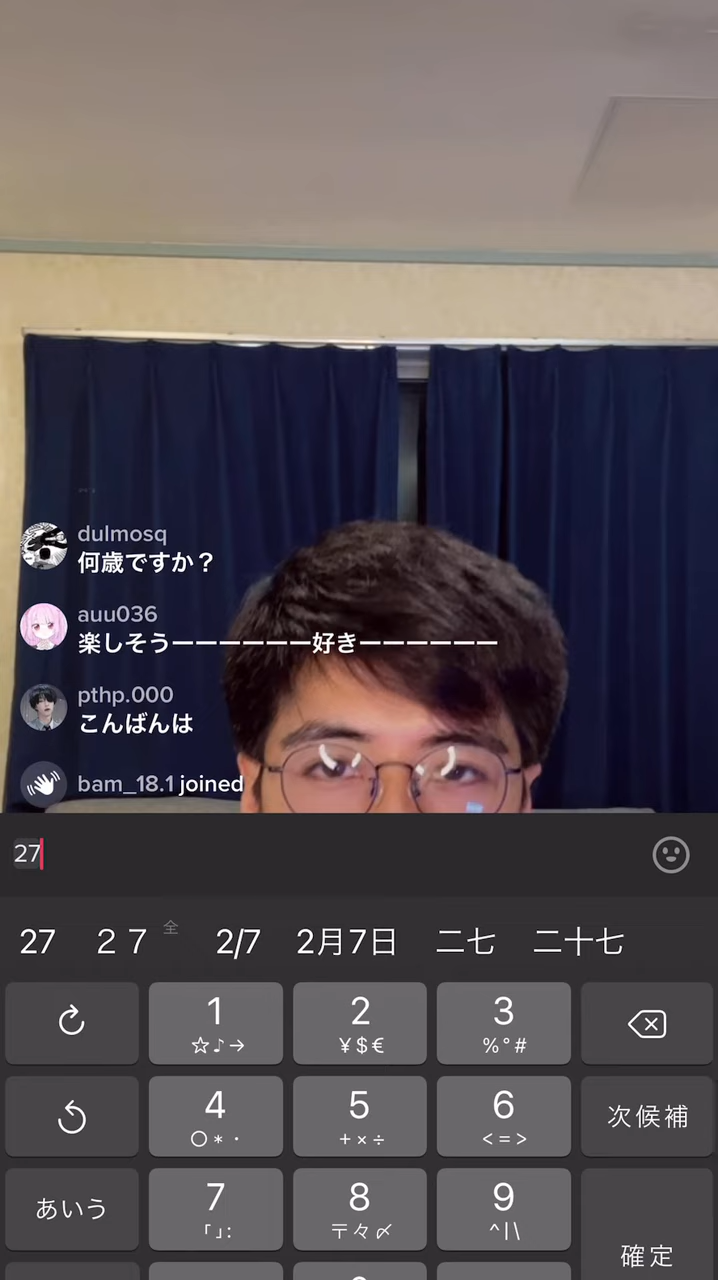 dulmosq
何歳ですか？
auu036
楽しそうーーーーーー好きーーーーーー
pthp.000
こんばんは
bam_18.1 joined
27
27 ２７ 全 2/7 2月7日 二七 二十七
1 2 3
☆♪→ ¥$€ %°#
4 5 6 次候補
○*・ +×÷ <=>
あいう 7 8 9
「」: 〒々〆 ^|\
確定